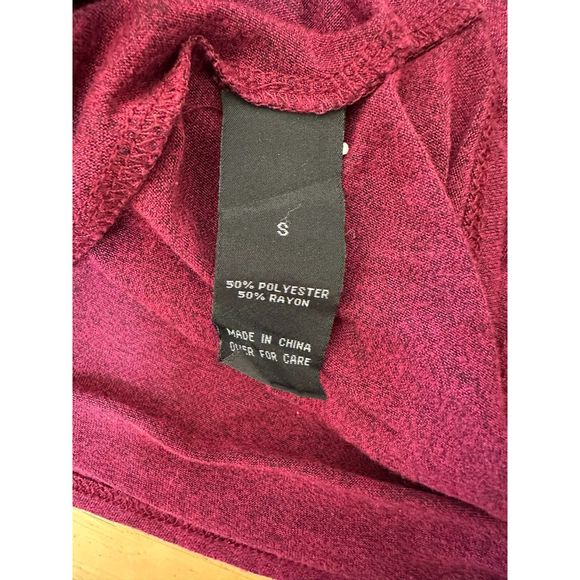 S
50% POLYESTER
50% RAYON
MADE IN CHINA
OVER FOR CARE